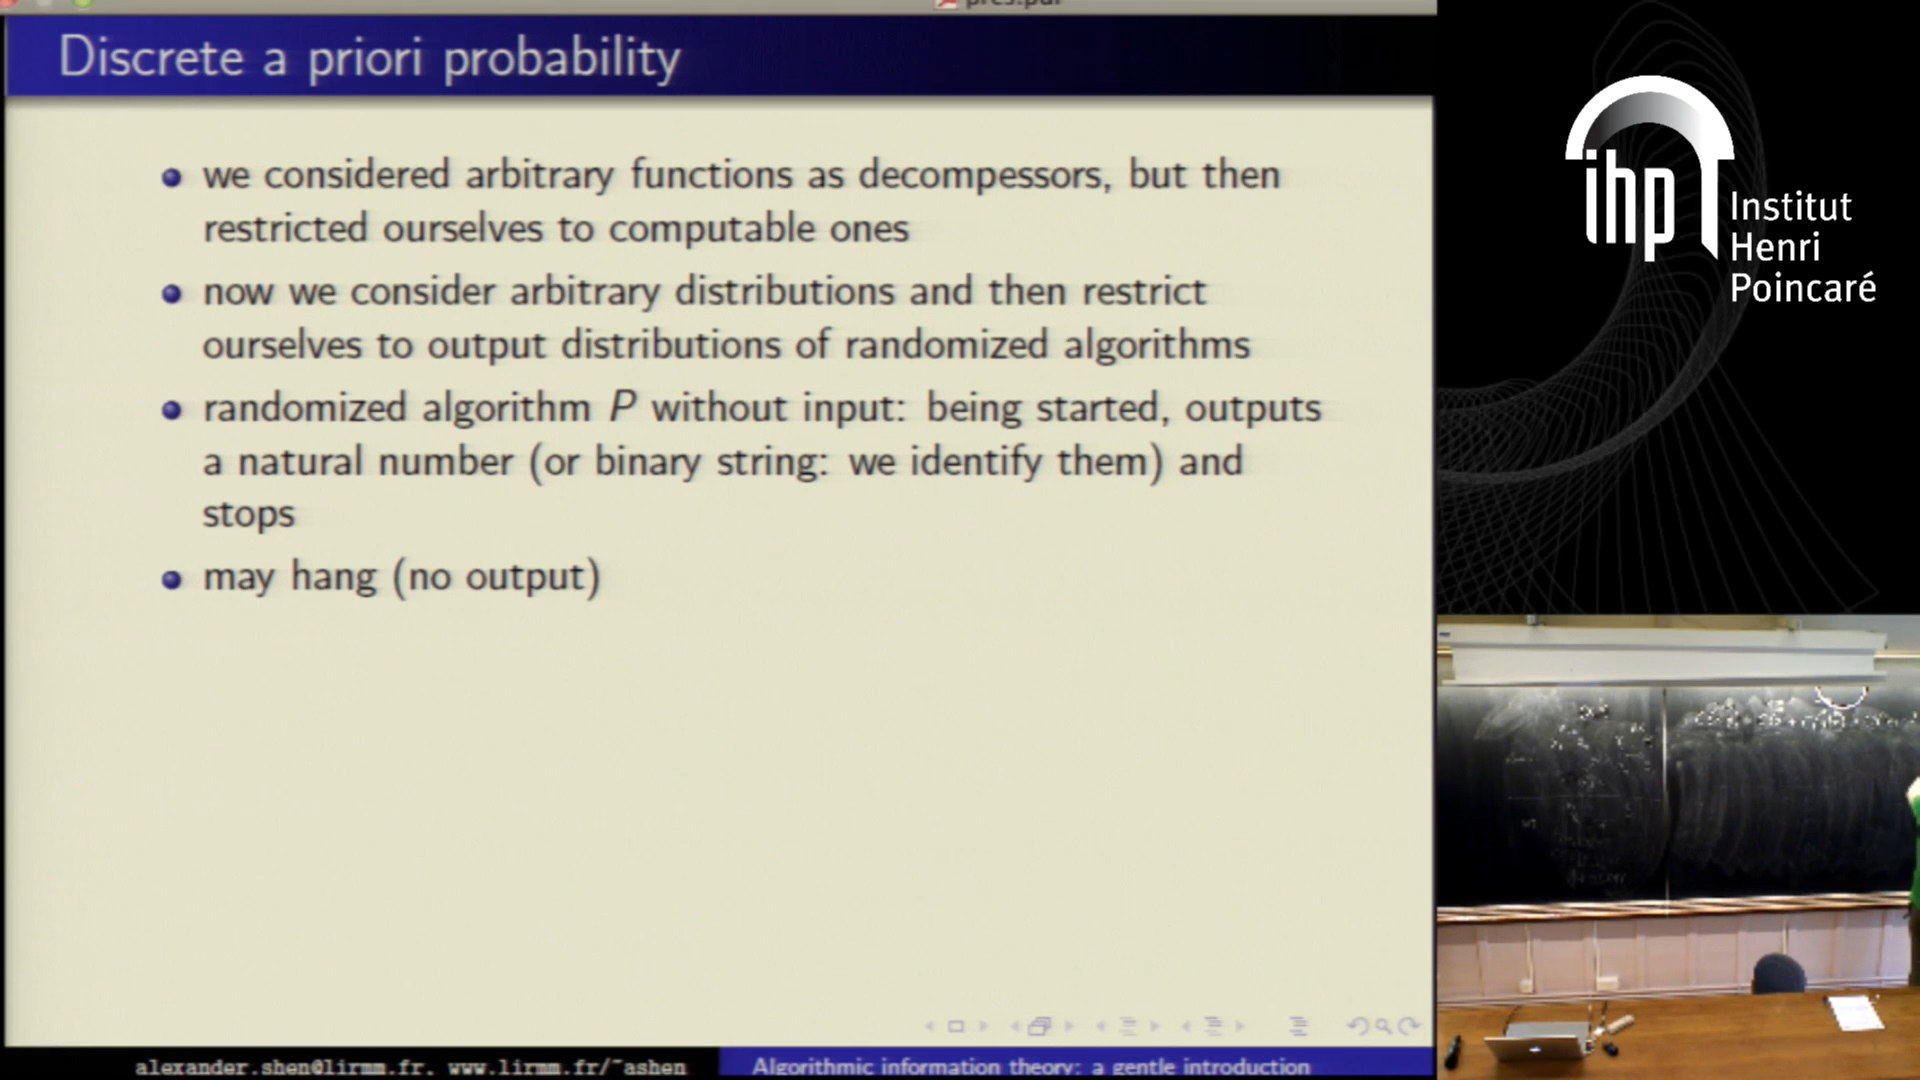 pres.pdf
Discrete a priori probability
we considered arbitrary functions as decompessors, but then
restricted ourselves to computable ones
now we consider arbitrary distributions and then restrict
ourselves to output distributions of randomized algorithms
randomized algorithm P without input: being started, outputs
a natural number (or binary string: we identify them) and
stops
may hang (no output)
alexander.shen@lirmm.fr, www.lirmm.fr/~ashen
Algorithmic information theory: a gentle introduction
ihp
Institut
Henri
Poincaré